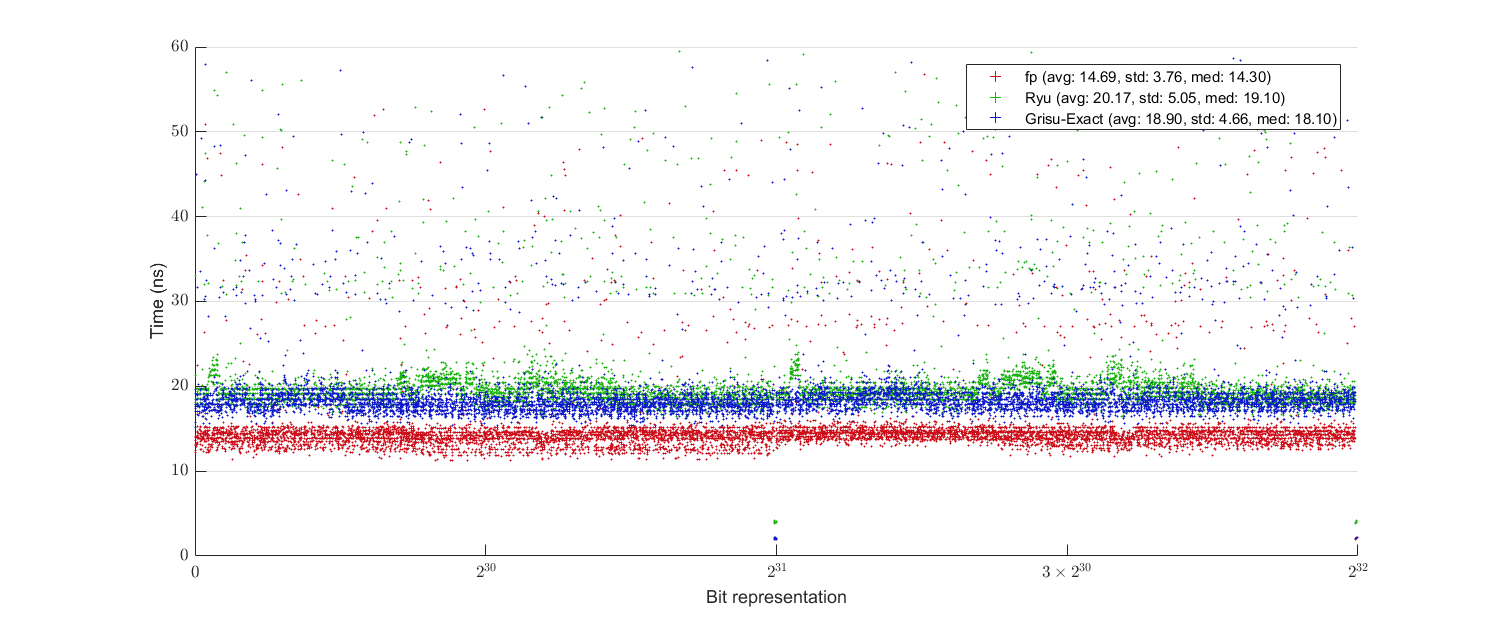 60
fp (avg: 14.69, std: 3.76, med: 14.30)
Ryu (avg: 20.17, std: 5.05, med: 19.10)
Grisu-Exact (avg: 18.90, std: 4.66, med: 18.10)
50
40
Time (ns)
30
20
10
0
0 2^30 2^31 3 × 2^30 2^32
Bit representation